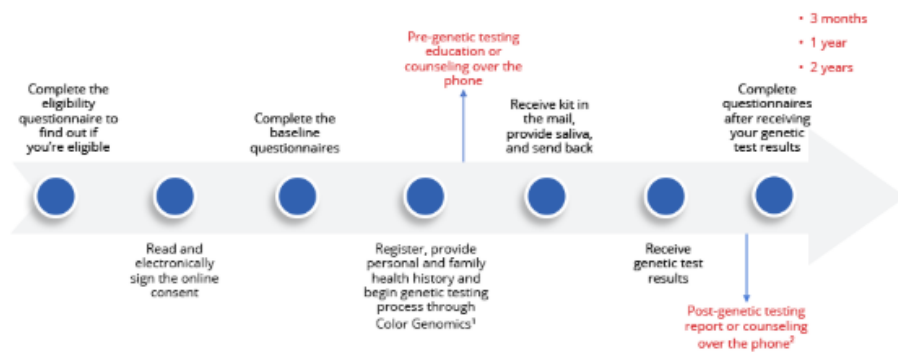 Complete the
eligibility
questionnaire to
find out if
you're eligible
Read and
electronically
sign the online
consent
Complete the
baseline
questionnaires
Register, provide
personal and family
health history and
begin genetic testing
process through
Color Genomics¹
Pre-genetic testing
education or
counseling over the
phone
Receive kit in
the mail,
provide saliva,
and send back
Receive
genetic test
results
• 3 months
• 1 year
• 2 years
Complete
questionnaires
after receiving
your genetic
test results
Post-genetic testing
report or counseling
over the phone²